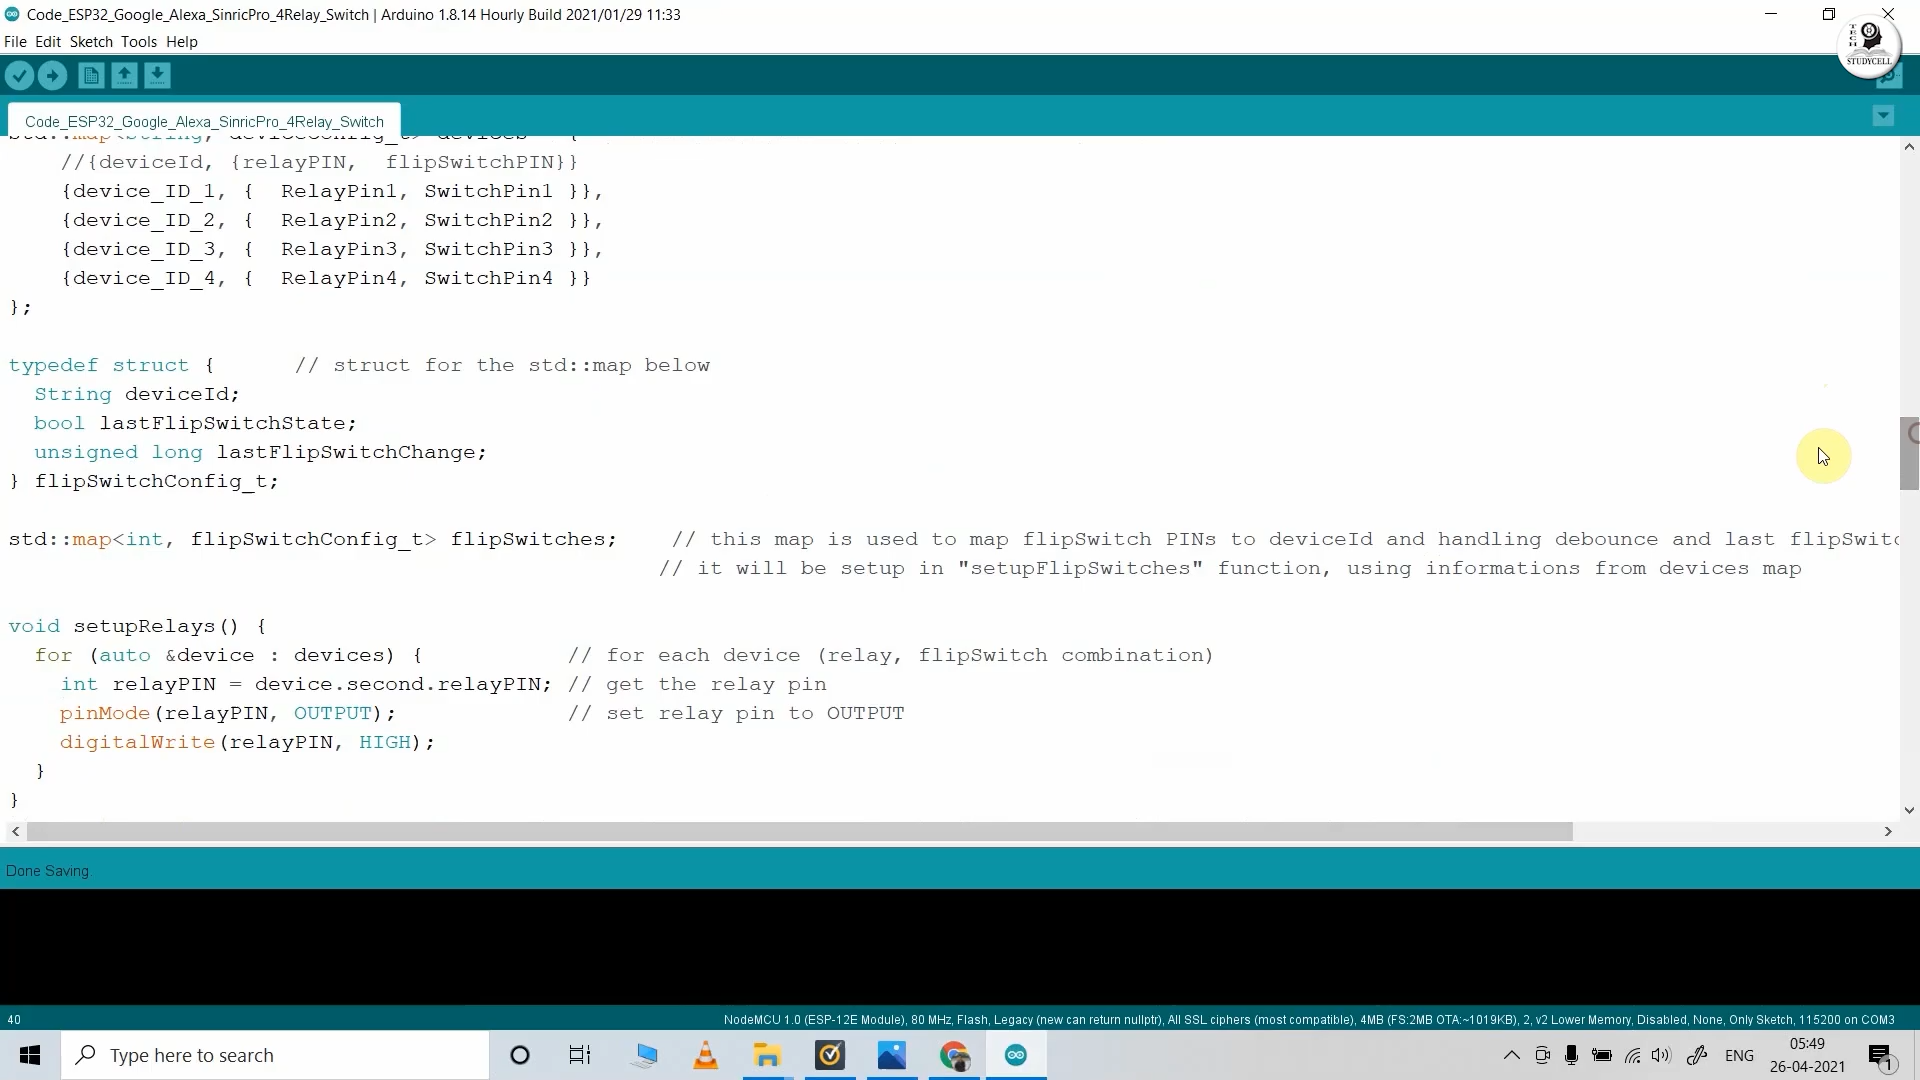 Code_ESP32_Google_Alexa_SinricPro_4Relay_Switch | Arduino 1.8.14 Hourly Build 2021/01/29 11:33
File Edit Sketch Tools Help
TECH
STUDYCELL
Code_ESP32_Google_Alexa_SinricPro_4Relay_Switch
std::map<String, deviceConfig_t> devices = {
//{deviceId, {relayPIN,  flipSwitchPIN}}
{device_ID_1, {  RelayPin1, SwitchPin1 }},
{device_ID_2, {  RelayPin2, SwitchPin2 }},
{device_ID_3, {  RelayPin3, SwitchPin3 }},
{device_ID_4, {  RelayPin4, SwitchPin4 }}
};
typedef struct {      // struct for the std::map below
String deviceId;
bool lastFlipSwitchState;
unsigned long lastFlipSwitchChange;
} flipSwitchConfig_t;
std::map<int, flipSwitchConfig_t> flipSwitches;    // this map is used to map flipSwitch PINs to deviceId and handling debounce and last flipSwitc
// it will be setup in "setupFlipSwitches" function, using informations from devices map
void setupRelays() {
for (auto &device : devices) {           // for each device (relay, flipSwitch combination)
int relayPIN = device.second.relayPIN; // get the relay pin
pinMode(relayPIN, OUTPUT);             // set relay pin to OUTPUT
digitalWrite(relayPIN, HIGH);
}
}
Done Saving
40
NodeMCU 1.0 (ESP-12E Module), 80 MHz, Flash, Legacy (new can return nullptr), All SSL ciphers (most compatible), 4MB (FS:2MB OTA:~1019KB), 2, v2 Lower Memory, Disabled, None, Only Sketch, 115200 on COM3
Type here to search
ENG
05:49
26-04-2021
1